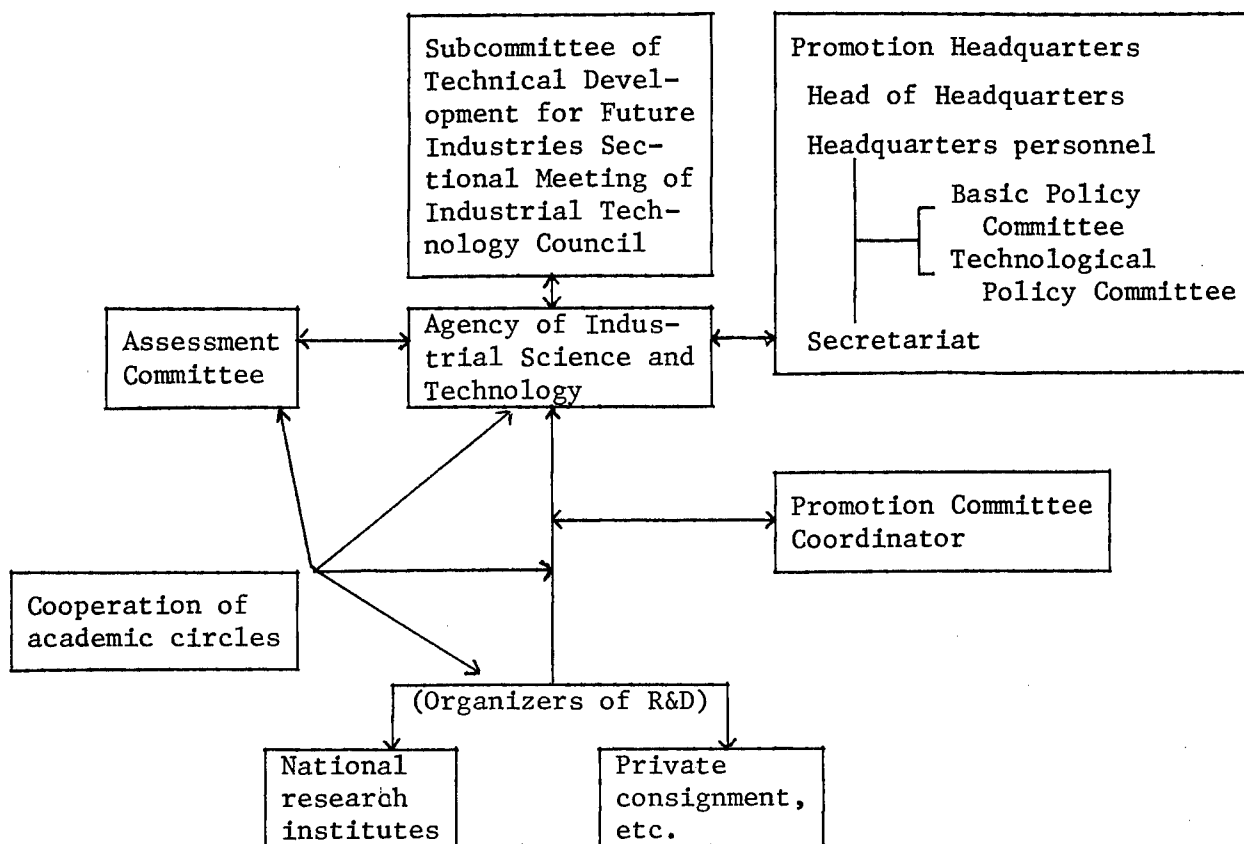 Subcommittee of
Technical Devel-
opment for Future
Industries Sec-
tional Meeting of
Industrial Tech-
nology Council
Promotion Headquarters
Head of Headquarters
Headquarters personnel
Basic Policy
Committee
Technological
Policy Committee
Secretariat
Assessment
Committee
Agency of Indus-
trial Science and
Technology
Promotion Committee
Coordinator
Cooperation of
academic circles
(Organizers of R&D)
National
research
institutes
Private
consignment,
etc.